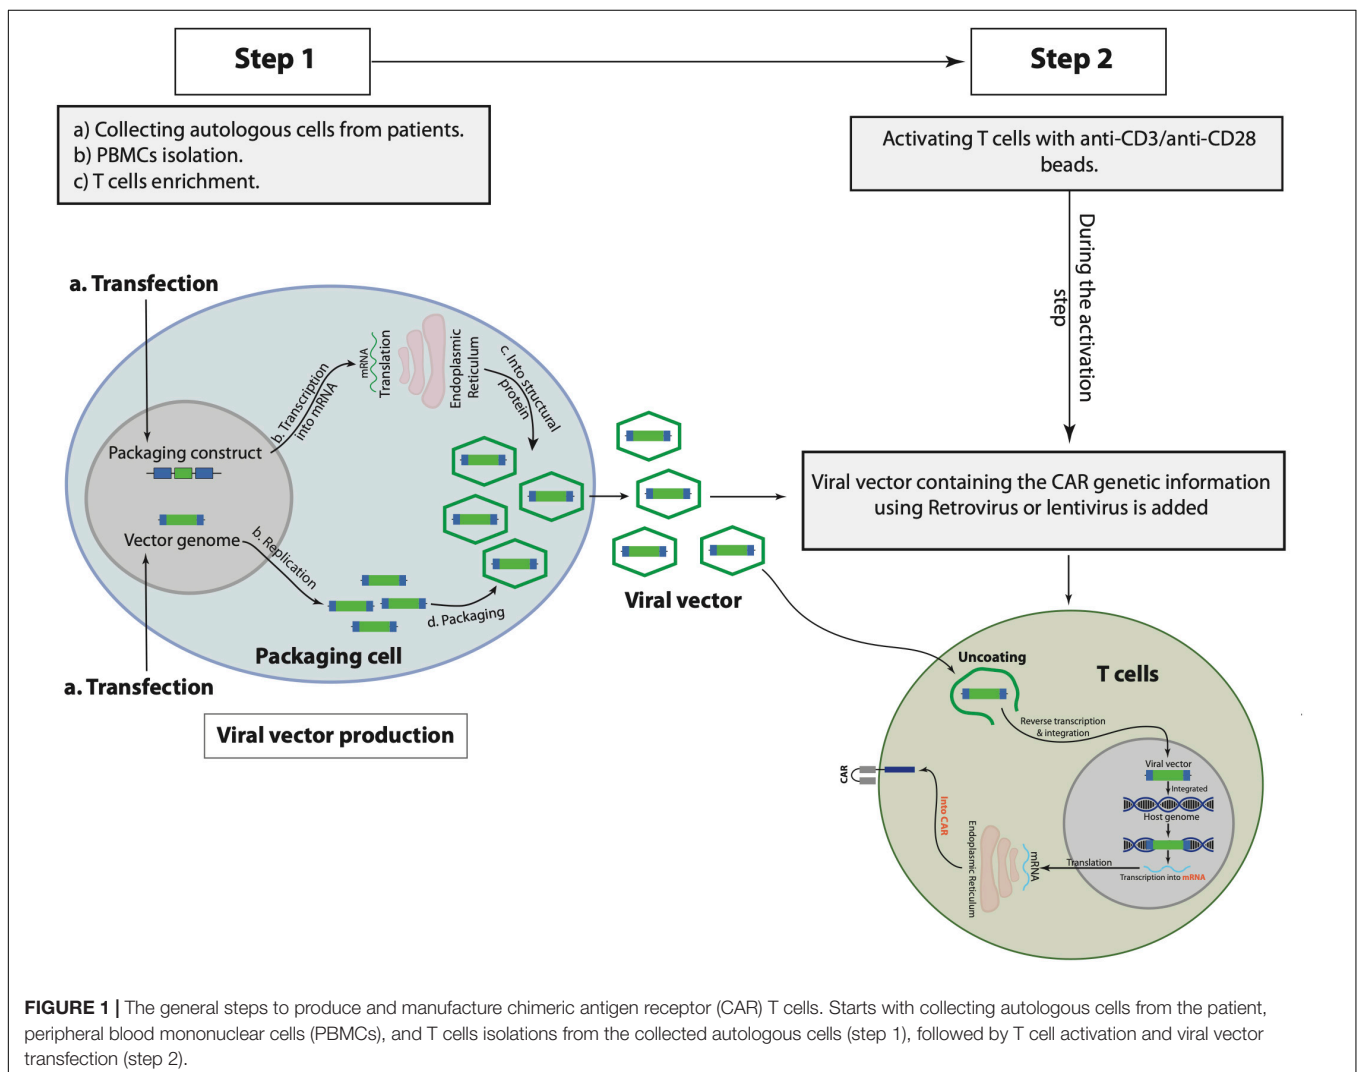 Step 1
Step 2
a) Collecting autologous cells from patients.
b) PBMCs isolation.
c) T cells enrichment.
Activating T cells with anti-CD3/anti-CD28
beads.
During the activation
step
a. Transfection
Packaging construct
b. Transcription
into mRNA
mRNA
Translation
Endoplasmic
Reticulum
c. Into structural
protein
Vector genome
b. Replication
d. Packaging
Packaging cell
a. Transfection
Viral vector production
Viral vector
Viral vector containing the CAR genetic information
using Retrovirus or lentivirus is added
T cells
Uncoating
Reverse transcription
& integration
Viral vector
Integrated
Host genome
Transcription into mRNA
Translation
mRNA
Endoplasmic Reticulum
Into CAR
CAR
FIGURE 1 | The general steps to produce and manufacture chimeric antigen receptor (CAR) T cells. Starts with collecting autologous cells from the patient,
peripheral blood mononuclear cells (PBMCs), and T cells isolations from the collected autologous cells (step 1), followed by T cell activation and viral vector
transfection (step 2).